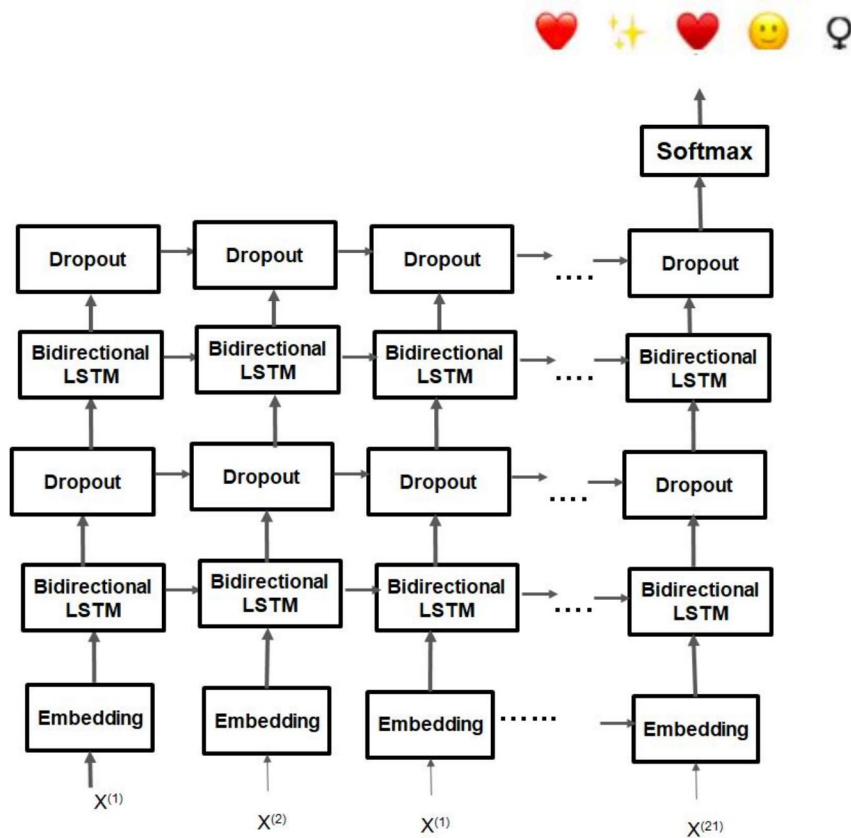 Softmax
Dropout Dropout Dropout .... Dropout
Bidirectional LSTM Bidirectional LSTM Bidirectional LSTM .... Bidirectional LSTM
Dropout Dropout Dropout .... Dropout
Bidirectional LSTM Bidirectional LSTM Bidirectional LSTM .... Bidirectional LSTM
Embedding Embedding Embedding ...... Embedding
X(1) X(2) X(1) X(21)